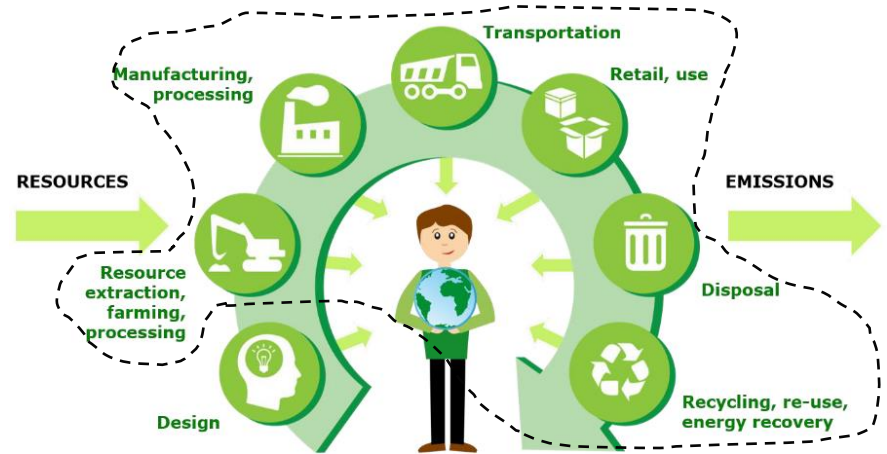 Transportation
Manufacturing,
processing
Retail, use
RESOURCES
EMISSIONS
Resource
extraction,
farming,
processing
Disposal
Design
Recycling, re-use,
energy recovery